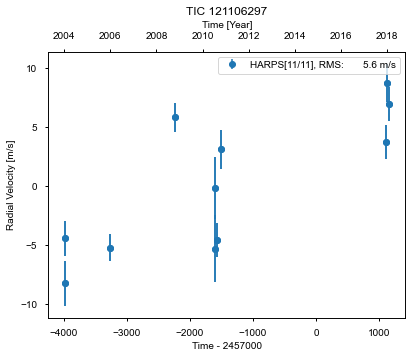 TIC 121106297
Time [Year]
2004 2006 2008 2010 2012 2014 2016 2018
HARPS[11/11], RMS: 5.6 m/s
10
5
0
−5
−10
Radial Velocity [m/s]
−4000 −3000 −2000 −1000 0 1000
Time - 2457000